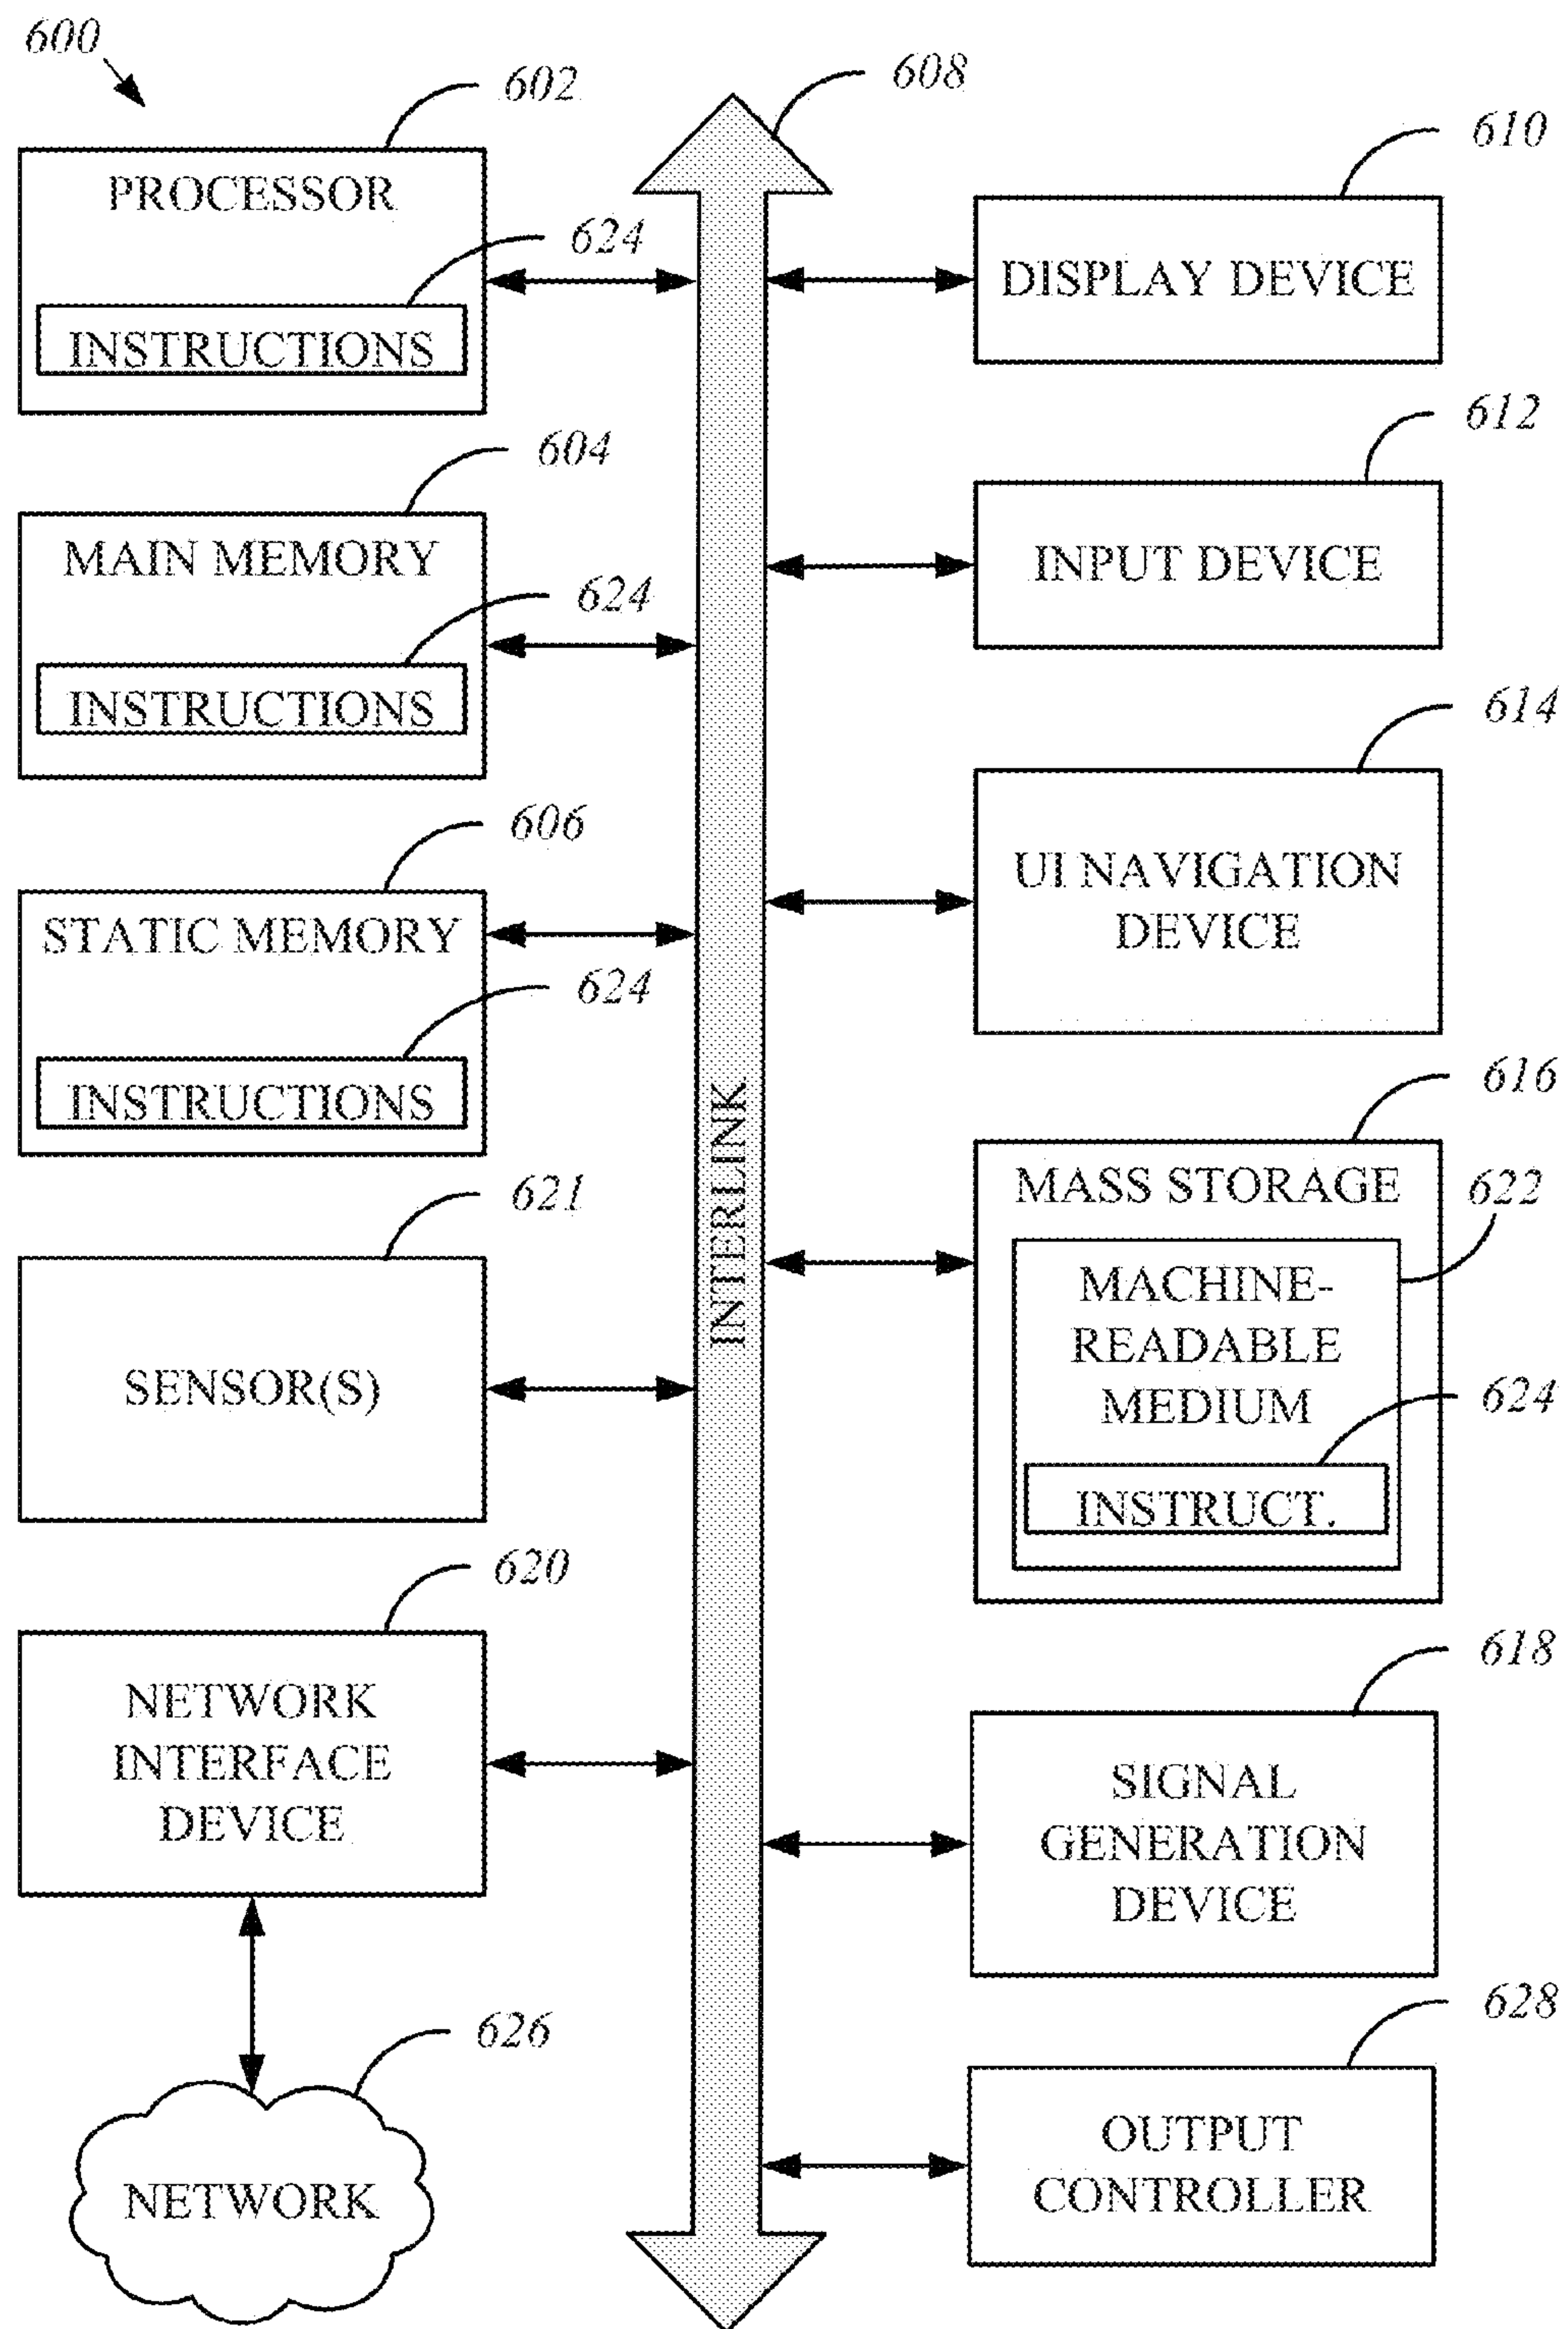 600
602
PROCESSOR
624
INSTRUCTIONS
604
MAIN MEMORY
624
INSTRUCTIONS
606
STATIC MEMORY
624
INSTRUCTIONS
621
SENSOR(S)
620
NETWORK
INTERFACE
DEVICE
626
NETWORK
608
INTERLINK
610
DISPLAY DEVICE
612
INPUT DEVICE
614
UI NAVIGATION
DEVICE
616
MASS STORAGE
622
MACHINE-
READABLE
MEDIUM
624
INSTRUCT.
618
SIGNAL
GENERATION
DEVICE
628
OUTPUT
CONTROLLER